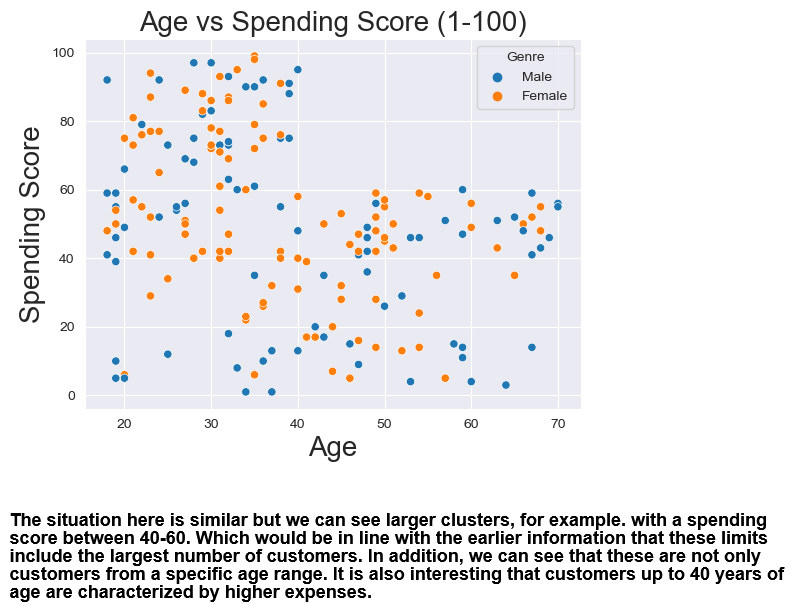 Age vs Spending Score (1-100)
Genre
Male
Female
Spending Score
100
80
60
40
20
0
20
30
40
50
60
70
Age
The situation here is similar but we can see larger clusters, for example. with a spending
score between 40-60. Which would be in line with the earlier information that these limits
include the largest number of customers. In addition, we can see that these are not only
customers from a specific age range. It is also interesting that customers up to 40 years of
age are characterized by higher expenses.